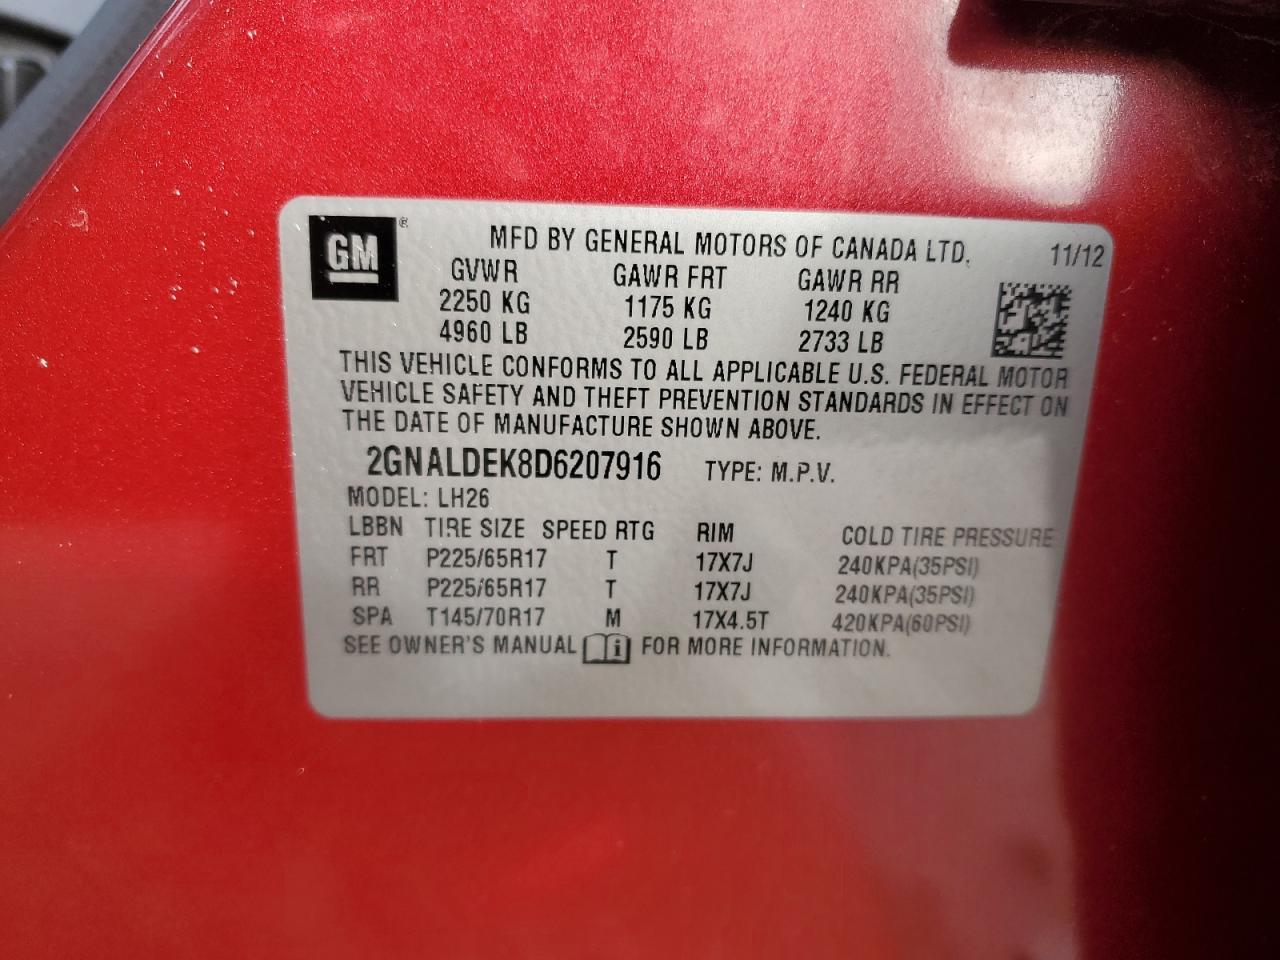 GM ®
MFD BY GENERAL MOTORS OF CANADA LTD. 11/12
GVWR GAWR FRT GAWR RR
2250 KG 1175 KG 1240 KG
4960 LB 2590 LB 2733 LB
THIS VEHICLE CONFORMS TO ALL APPLICABLE U.S. FEDERAL MOTOR
VEHICLE SAFETY AND THEFT PREVENTION STANDARDS IN EFFECT ON
THE DATE OF MANUFACTURE SHOWN ABOVE.
2GNALDEK8D6207916 TYPE: M.P.V.
MODEL: LH26
LBBN TIRE SIZE SPEED RTG RIM COLD TIRE PRESSURE
FRT P225/65R17 T 17X7J 240KPA(35PSI)
RR P225/65R17 T 17X7J 240KPA(35PSI)
SPA T145/70R17 M 17X4.5T 420KPA(60PSI)
SEE OWNER'S MANUAL i FOR MORE INFORMATION.